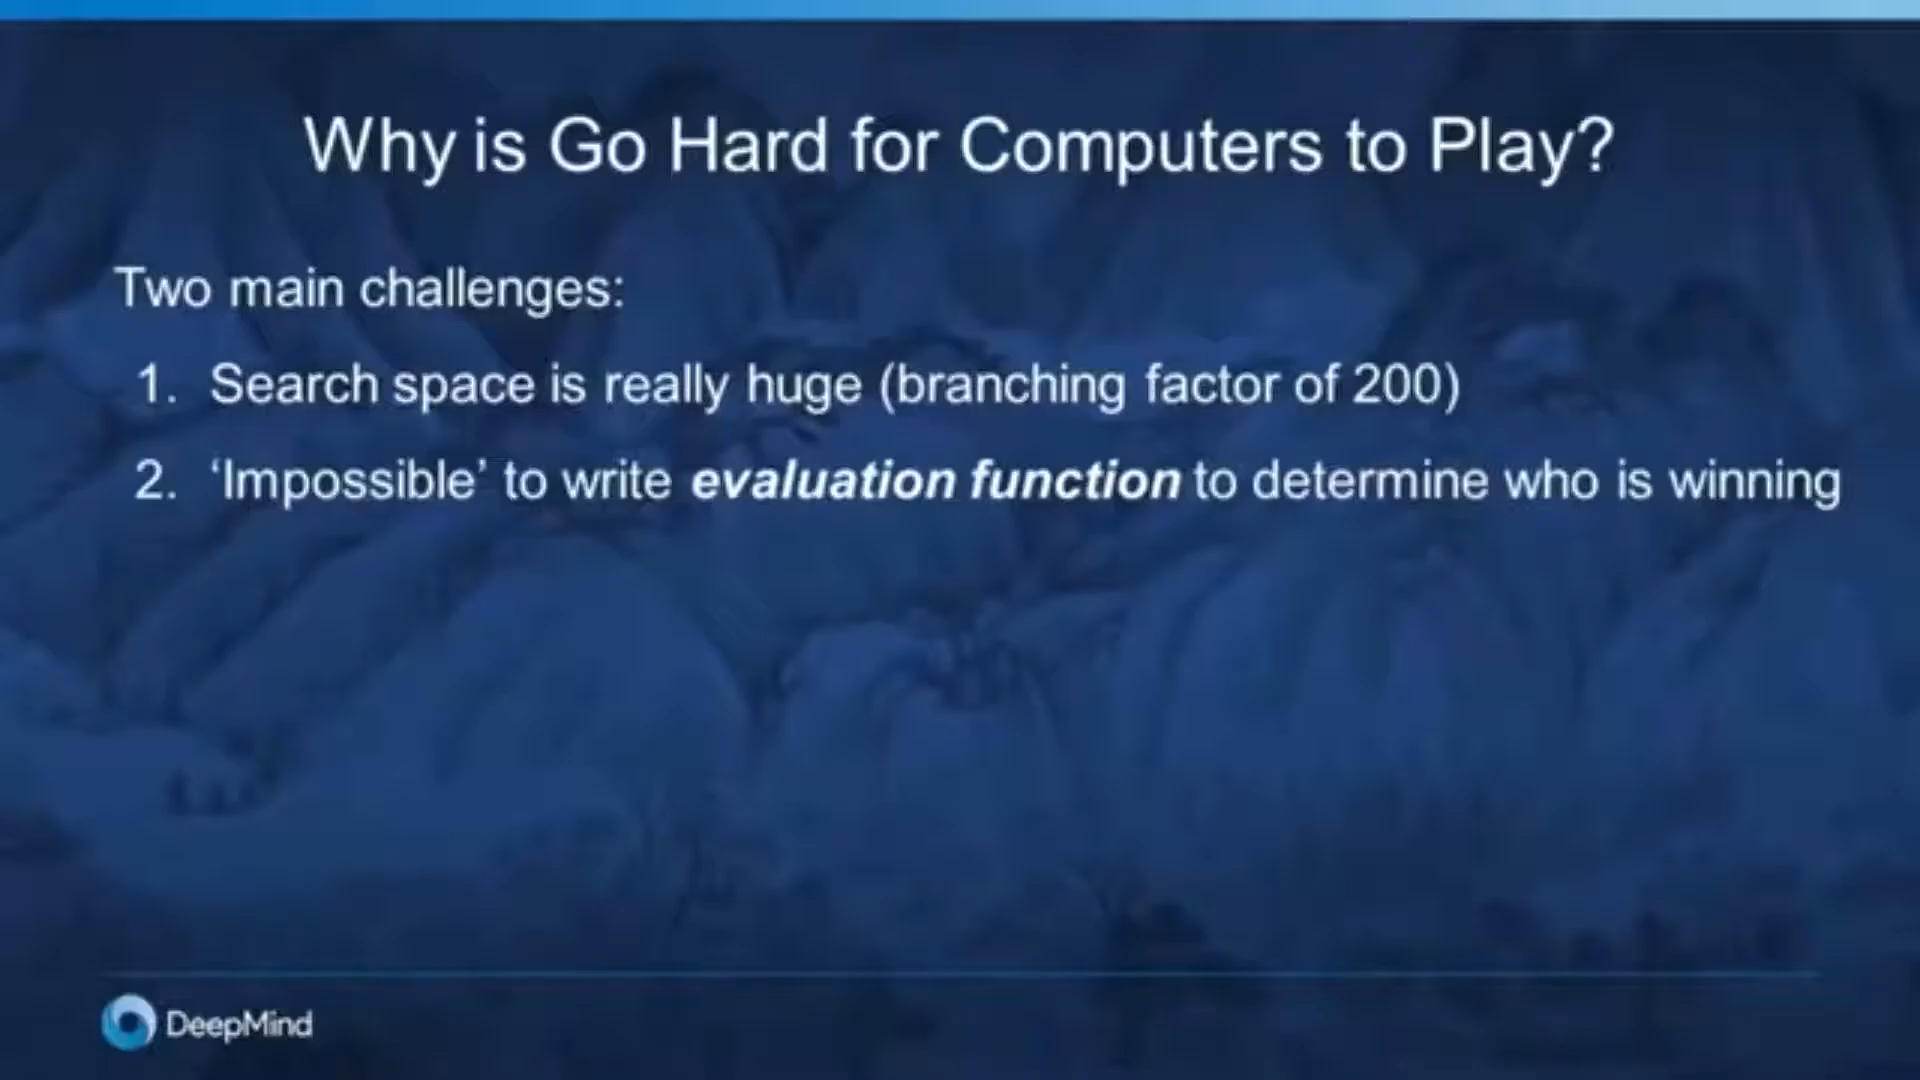 Why is Go Hard for Computers to Play?
Two main challenges:
1. Search space is really huge (branching factor of 200)
2. ‘Impossible’ to write evaluation function to determine who is winning
DeepMind